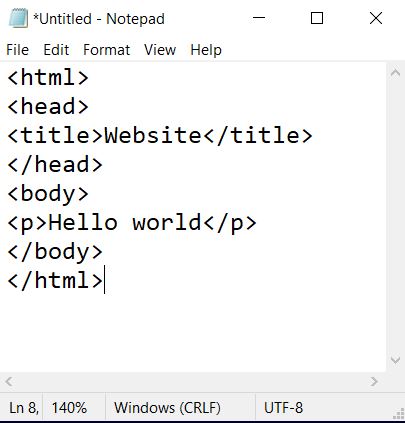 *Untitled - Notepad
File Edit Format View Help
<html>
<head>
<title>Website</title>
</head>
<body>
<p>Hello world</p>
</body>
</html>
Ln 8, 140% Windows (CRLF) UTF-8